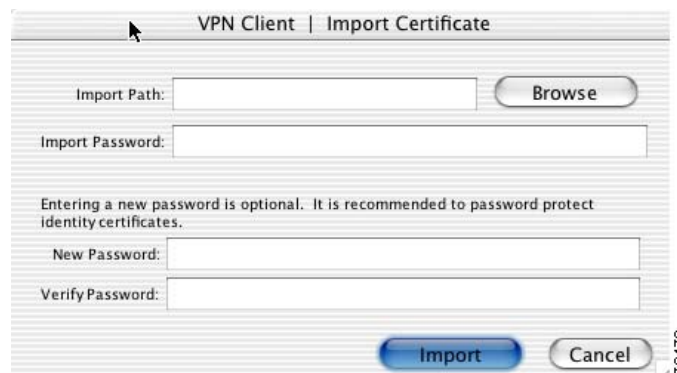 VPN Client | Import Certificate
Import Path:
Browse
Import Password:
Entering a new password is optional. It is recommended to password protect
identity certificates.
New Password:
Verify Password:
Import
Cancel